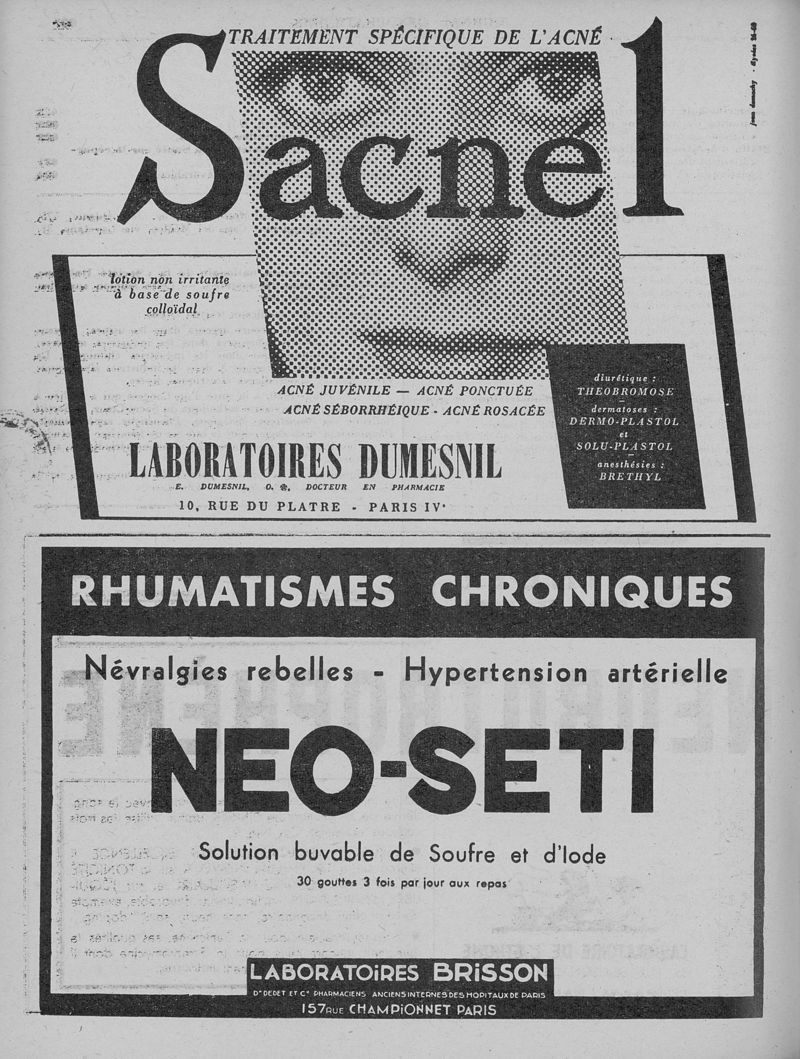 TRAITEMENT SPÉCIFIQUE DE L'ACNÉ
Sacnél
lotion non irritante
à base de soufre
colloïdal
ACNÉ JUVÉNILE — ACNÉ PONCTUÉE
ACNÉ SÉBORRHÉIQUE - ACNÉ ROSACÉE
diurétique :
THEOBROMOSE
dermatoses :
DERMO-PLASTOL
et
SOLU-PLASTOL
anesthésies :
BRETHYL
LABORATOIRES DUMESNIL
E. DUMESNIL, O. DOCTEUR EN PHARMACIE
10, RUE DU PLATRE - PARIS IVe
RHUMATISMES CHRONIQUES
Névralgies rebelles - Hypertension artérielle
NEO-SETI
Solution buvable de Soufre et d'Iode
30 gouttes 3 fois par jour aux repas
LABORATOIRES BRISSON
Drs DEDET ET Cie PHARMACIENS ANCIENS INTERNES DES HOPITAUX DE PARIS
157 RUE CHAMPIONNET PARIS